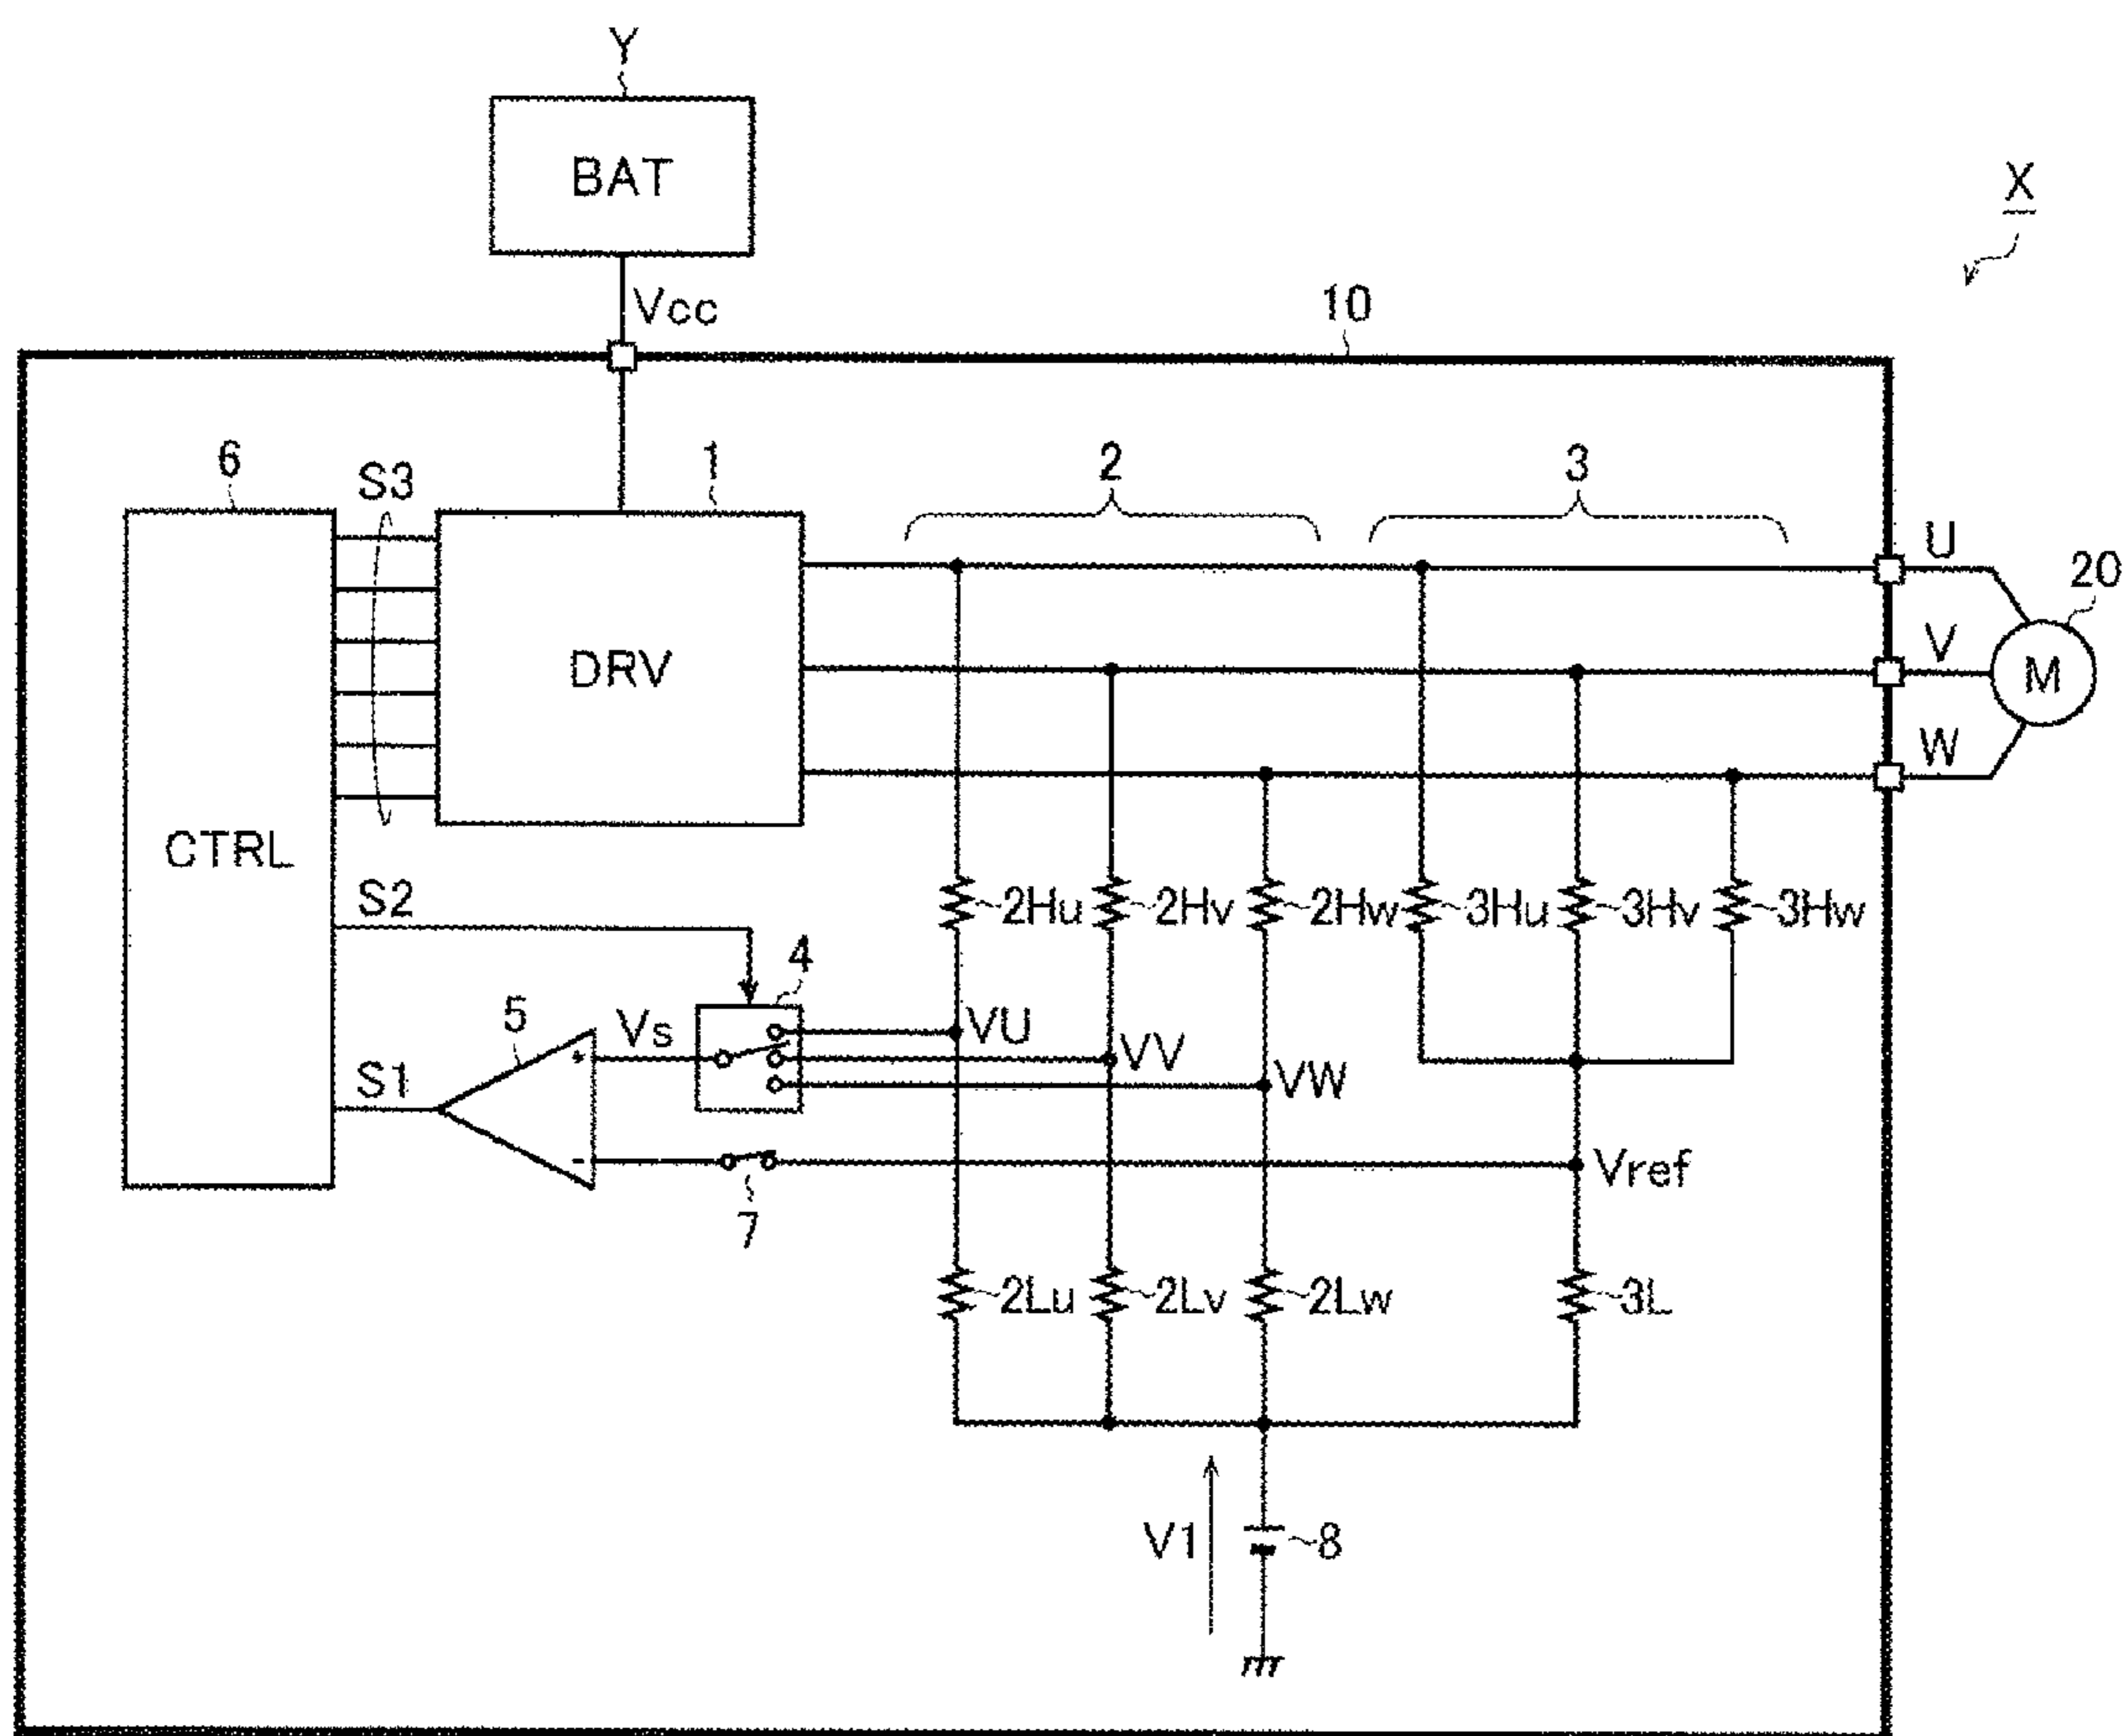 Y
BAT
X
Vcc
10
6
S3
1
2
3
U
20
DRV
V
M
W
CTRL
S2
2Hu
2Hv
2Hw
3Hu
3Hv
3Hw
4
5
Vs
+
VU
VV
S1
VW
-
Vref
7
2Lu
2Lv
2Lw
3L
V1
8